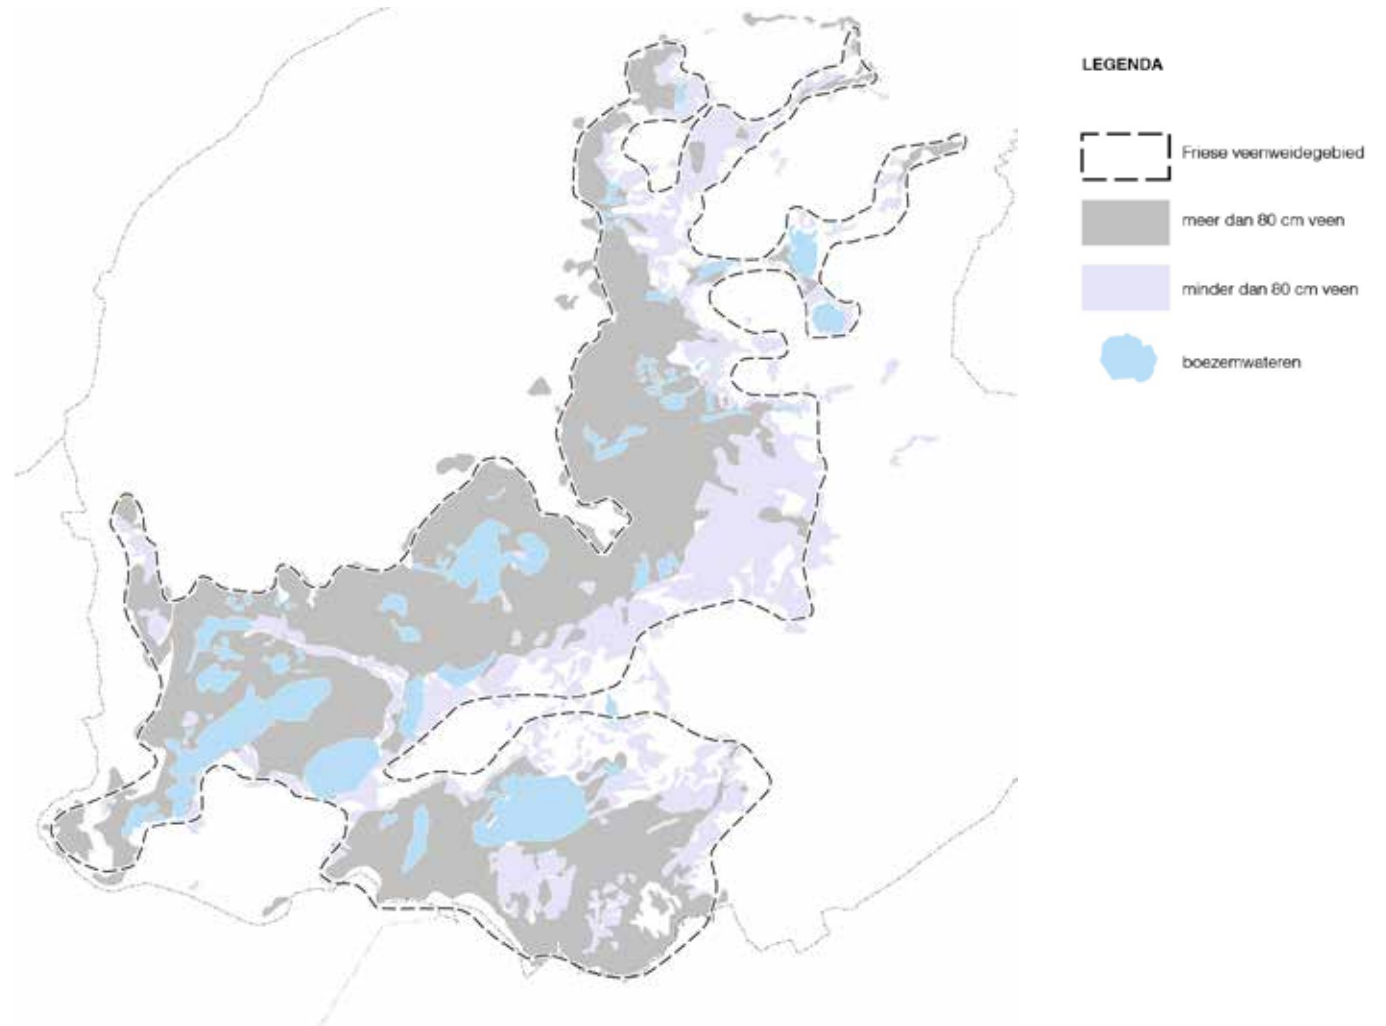 LEGENDA
Friese veenweidegebied
meer dan 80 cm veen
minder dan 80 cm veen
boezemwateren